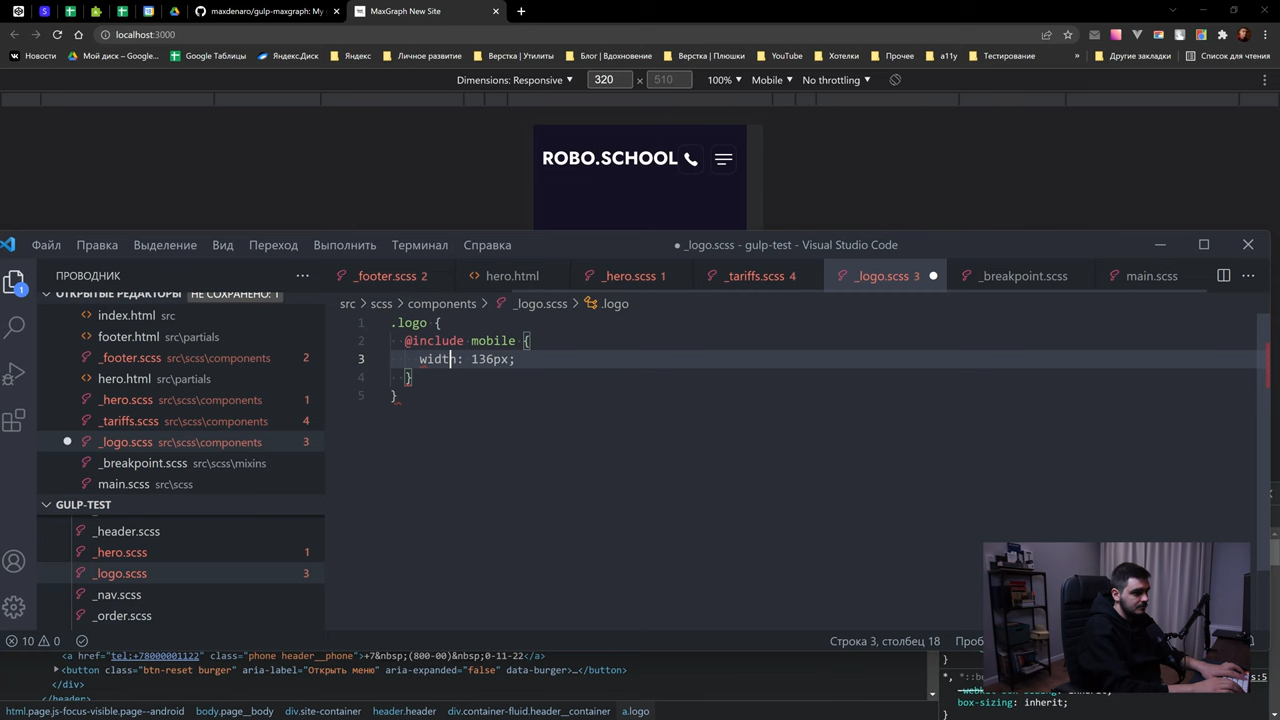 maxdenaro/gulp-maxgraph: My
MaxGraph New Site
localhost:3000
Новости
Мой диск – Google...
Google Таблицы
Яндекс.Диск
Яндекс
Личное развитие
Верстка | Утилиты
Блог | Вдохновение
Верстка | Плюшки
YouTube
Хотелки
Прочее
a11y
Тестирование
»
Другие закладки
Список для чтения
Dimensions: Responsive
320
×
510
100%
Mobile
No throttling
ROBO.SCHOOL
Файл
Правка
Выделение
Вид
Переход
Выполнить
Терминал
Справка
● _logo.scss - gulp-test - Visual Studio Code
ПРОВОДНИК
_footer.scss 2
hero.html
_hero.scss 1
_tariffs.scss 4
_logo.scss 3
_breakpoint.scss
main.scss
ОТКРЫТЫЕ РЕДАКТОРЫ
НЕ СОХРАНЕНО: 1
src > scss > components > _logo.scss > .logo
index.html src
footer.html src\partials
_footer.scss src\scss\components 2
hero.html src\partials
_hero.scss src\scss\components 1
_tariffs.scss src\scss\components 4
_logo.scss src\scss\components 3
_breakpoint.scss src\scss\mixins
main.scss src\scss
1 .logo {
2 @include mobile {
3 width: 136px;
4 }
5 }
GULP-TEST
_header.scss
_hero.scss 1
_logo.scss 3
_nav.scss
_order.scss
1
10
0
Строка 3, столбец 18
<a href="tel:+78000001122" class="phone header__phone">+7&nbsp;(800-00)&nbsp;0-11-22</a>
<button class="btn-reset burger" aria-label="Открыть меню" aria-expanded="false" data-burger>…</button>
</div>
</header>
html.page.js-focus-visible.page--android
body.page__body
div.site-container
header.header
div.container-fluid.header__container
a.logo
}
-webkit-box-sizing: inherit;
box-sizing: inherit;
}